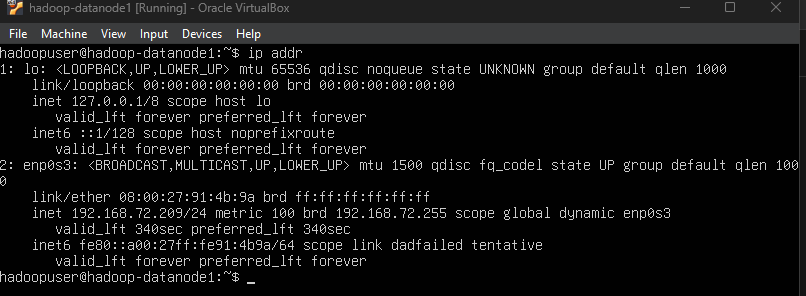 hadoop-datanode1 [Running] - Oracle VirtualBox
File Machine View Input Devices Help
hadoopuser@hadoop-datanode1:~$ ip addr
1: lo: <LOOPBACK,UP,LOWER_UP> mtu 65536 qdisc noqueue state UNKNOWN group default qlen 1000
    link/loopback 00:00:00:00:00:00 brd 00:00:00:00:00:00
    inet 127.0.0.1/8 scope host lo
       valid_lft forever preferred_lft forever
    inet6 ::1/128 scope host noprefixroute
       valid_lft forever preferred_lft forever
2: enp0s3: <BROADCAST,MULTICAST,UP,LOWER_UP> mtu 1500 qdisc fq_codel state UP group default qlen 100
0
    link/ether 08:00:27:91:4b:9a brd ff:ff:ff:ff:ff:ff
    inet 192.168.72.209/24 metric 100 brd 192.168.72.255 scope global dynamic enp0s3
       valid_lft 340sec preferred_lft 340sec
    inet6 fe80::a00:27ff:fe91:4b9a/64 scope link dadfailed tentative
       valid_lft forever preferred_lft forever
hadoopuser@hadoop-datanode1:~$ _